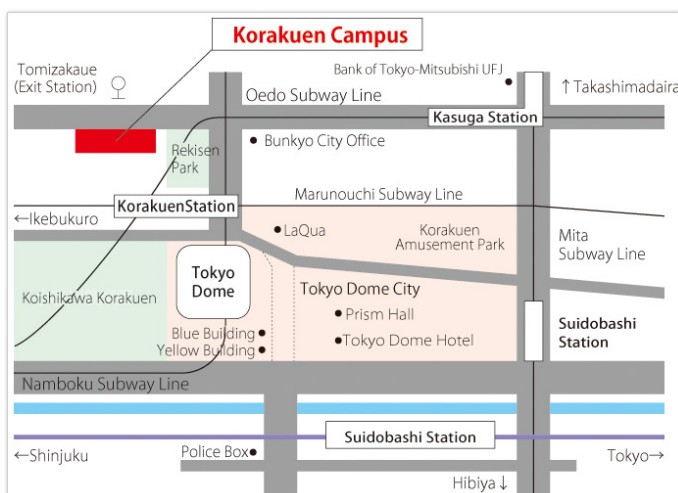 Korakuen Campus
Tomizakaue
(Exit Station)
Bank of Tokyo-Mitsubishi UFJ
↑Takashimadaira
Oedo Subway Line
Kasuga Station
Rekisen
Park
Bunkyo City Office
Marunouchi Subway Line
KorakuenStation
←Ikebukuro
LaQua
Korakuen
Amusement Park
Mita
Subway Line
Koishikawa Korakuen
Tokyo
Dome
Tokyo Dome City
Prism Hall
Blue Building
Yellow Building
Tokyo Dome Hotel
Suidobashi
Station
Namboku Subway Line
Suidobashi Station
←Shinjuku
Police Box
Tokyo→
Hibiya↓